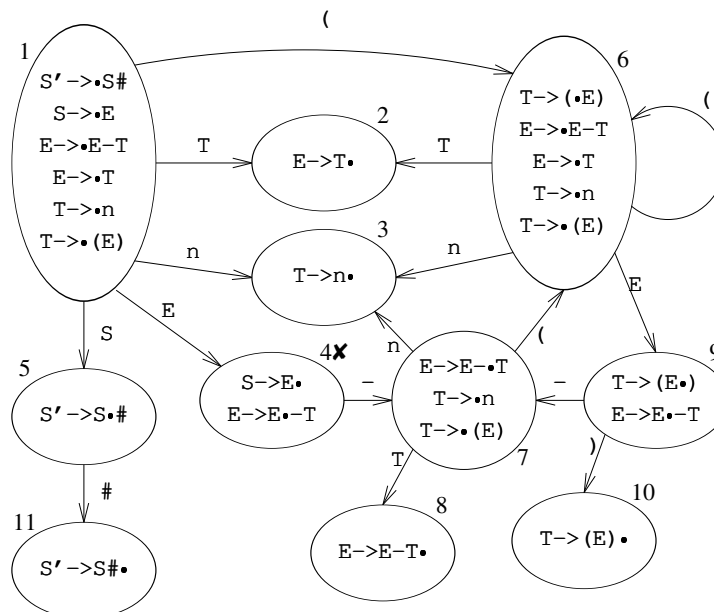 (
1
S'->•S#
S->•E
E->•E-T
E->•T
T->•n
T->•(E)
6
T->(•E)
E->•E-T
E->•T
T->•n
T->•(E)
(
2
E->T•
T
T
3
T->n•
n
n
E
E
S
n
(
4✘
S->E•
E->E•-T
-
E->E-•T
T->•n
T->•(E)
7
-
9
T->(E•)
E->E•-T
5
S'->S•#
T
)
#
8
E->E-T•
10
T->(E)•
11
S'->S#•